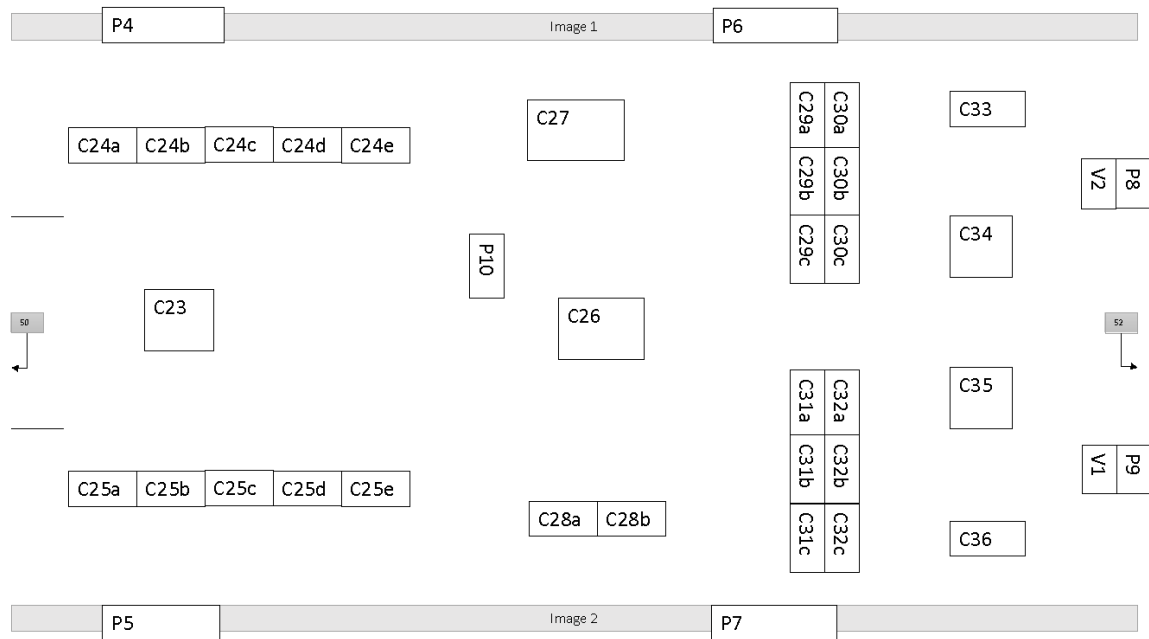 P4
Image 1
P6
C24a
C24b
C24c
C24d
C24e
C27
C29a
C30a
C29b
C30b
C29c
C30c
C33
V2
P8
P10
C34
C23
C26
50
52
C31a
C32a
C31b
C32b
C31c
C32c
C35
V1
P9
C25a
C25b
C25c
C25d
C25e
C28a
C28b
C36
P5
Image 2
P7